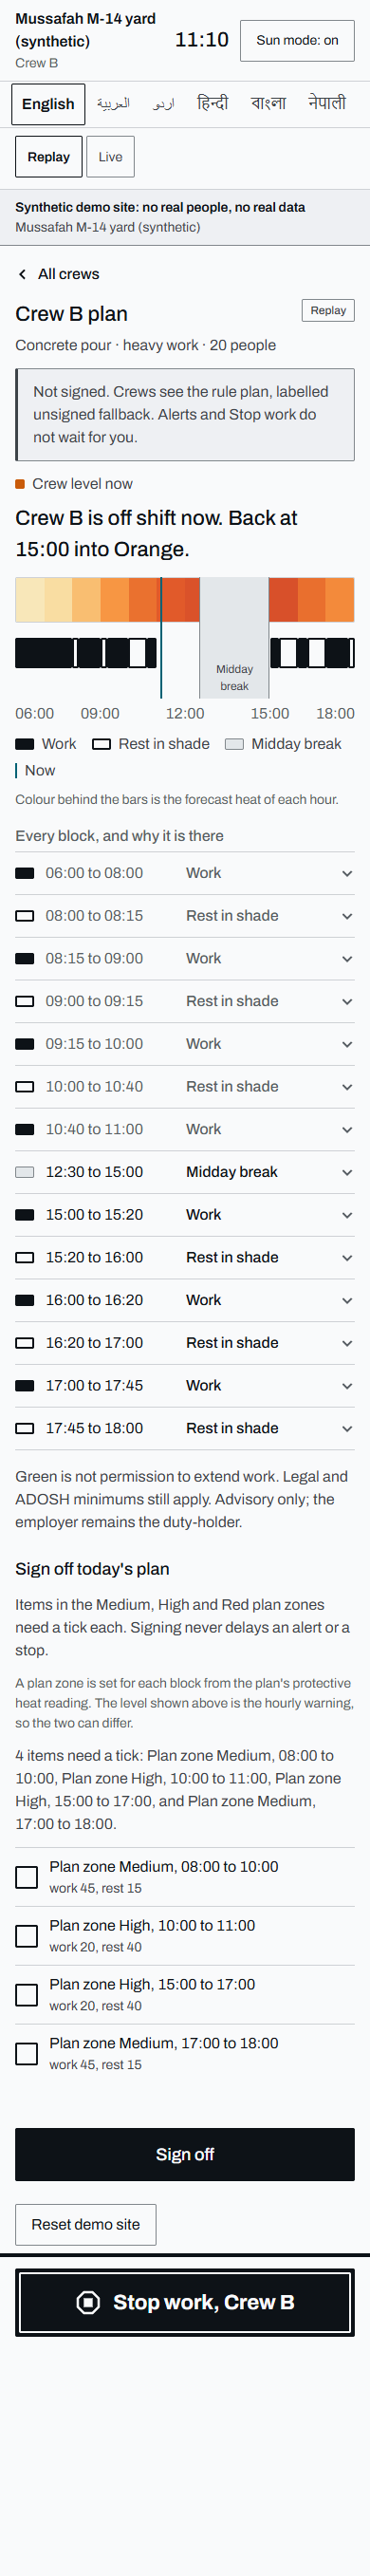 Mussafah M-14 yard
(synthetic)
Crew B
11:10
Sun mode: on
English
العربية
اردو
हिन्दी
বাংলা
नेपाली
Replay
Live
Synthetic demo site: no real people, no real data
Mussafah M-14 yard (synthetic)
All crews
Crew B plan
Replay
Concrete pour · heavy work · 20 people
Not signed. Crews see the rule plan, labelled
unsigned fallback. Alerts and Stop work do
not wait for you.
Crew level now
Crew B is off shift now. Back at
15:00 into Orange.
Midday
break
06:00 09:00 12:00 15:00 18:00
Work Rest in shade Midday break
Now
Colour behind the bars is the forecast heat of each hour.
Every block, and why it is there
06:00 to 08:00 Work
08:00 to 08:15 Rest in shade
08:15 to 09:00 Work
09:00 to 09:15 Rest in shade
09:15 to 10:00 Work
10:00 to 10:40 Rest in shade
10:40 to 11:00 Work
12:30 to 15:00 Midday break
15:00 to 15:20 Work
15:20 to 16:00 Rest in shade
16:00 to 16:20 Work
16:20 to 17:00 Rest in shade
17:00 to 17:45 Work
17:45 to 18:00 Rest in shade
Green is not permission to extend work. Legal and
ADOSH minimums still apply. Advisory only; the
employer remains the duty-holder.
Sign off today's plan
Items in the Medium, High and Red plan zones
need a tick each. Signing never delays an alert or a
stop.
A plan zone is set for each block from the plan's protective
heat reading. The level shown above is the hourly warning,
so the two can differ.
4 items need a tick: Plan zone Medium, 08:00 to
10:00, Plan zone High, 10:00 to 11:00, Plan zone
High, 15:00 to 17:00, and Plan zone Medium,
17:00 to 18:00.
Plan zone Medium, 08:00 to 10:00
work 45, rest 15
Plan zone High, 10:00 to 11:00
work 20, rest 40
Plan zone High, 15:00 to 17:00
work 20, rest 40
Plan zone Medium, 17:00 to 18:00
work 45, rest 15
Sign off
Reset demo site
Stop work, Crew B